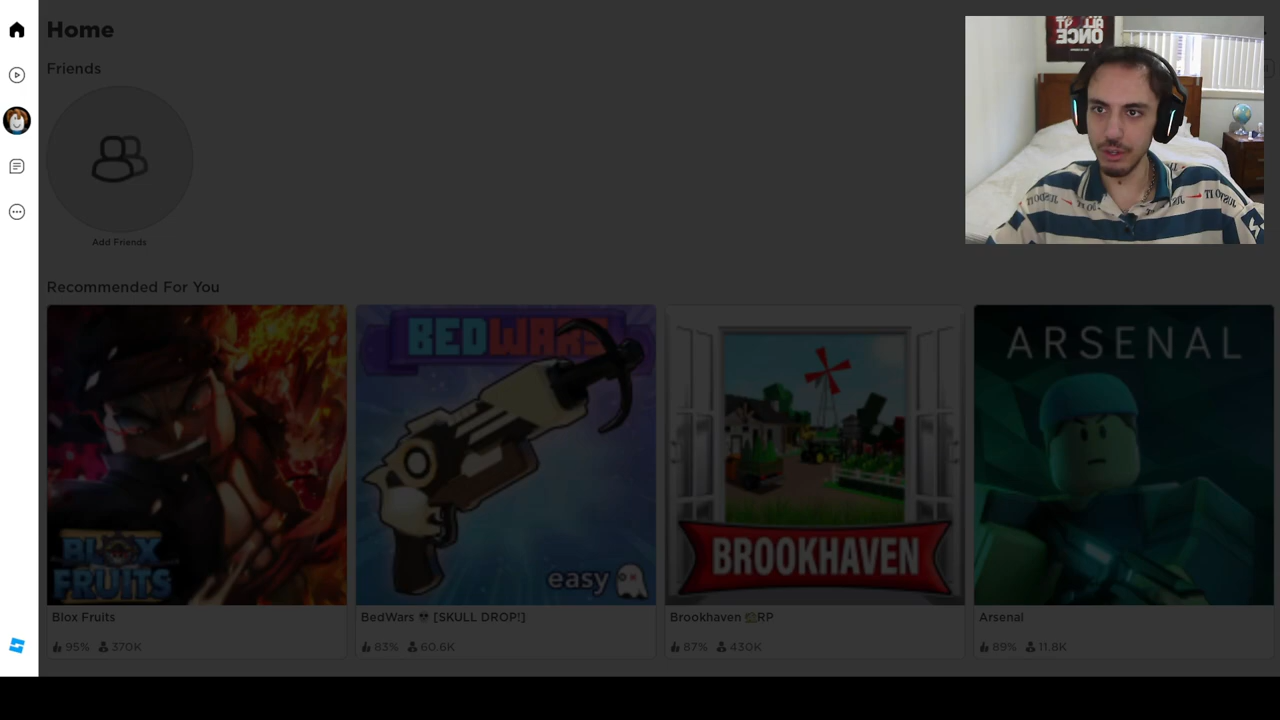 Home
Friends
Add Friends
Recommended For You
BLOX
FRUITS
BEDWARS
easy
BROOKHAVEN
ARSENAL
Blox Fruits
95% 370K
BedWars 💀 [SKULL DROP!]
83% 60.6K
Brookhaven 🏡RP
87% 430K
Arsenal
89% 11.8K
ONCE